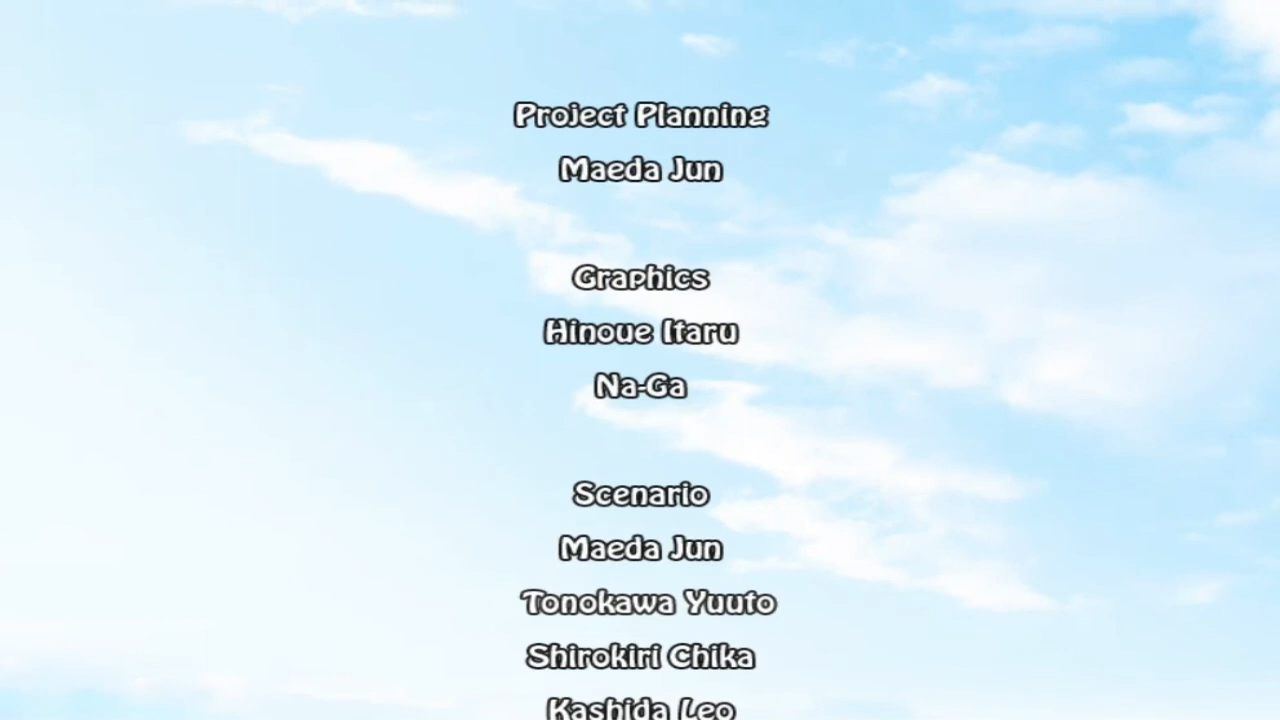 Project Planning
Maeda Jun
Graphics
Hinoue Itaru
Na-Ga
Scenario
Maeda Jun
Tonokawa Yuuto
Shirokiri Chika
Kashida Leo